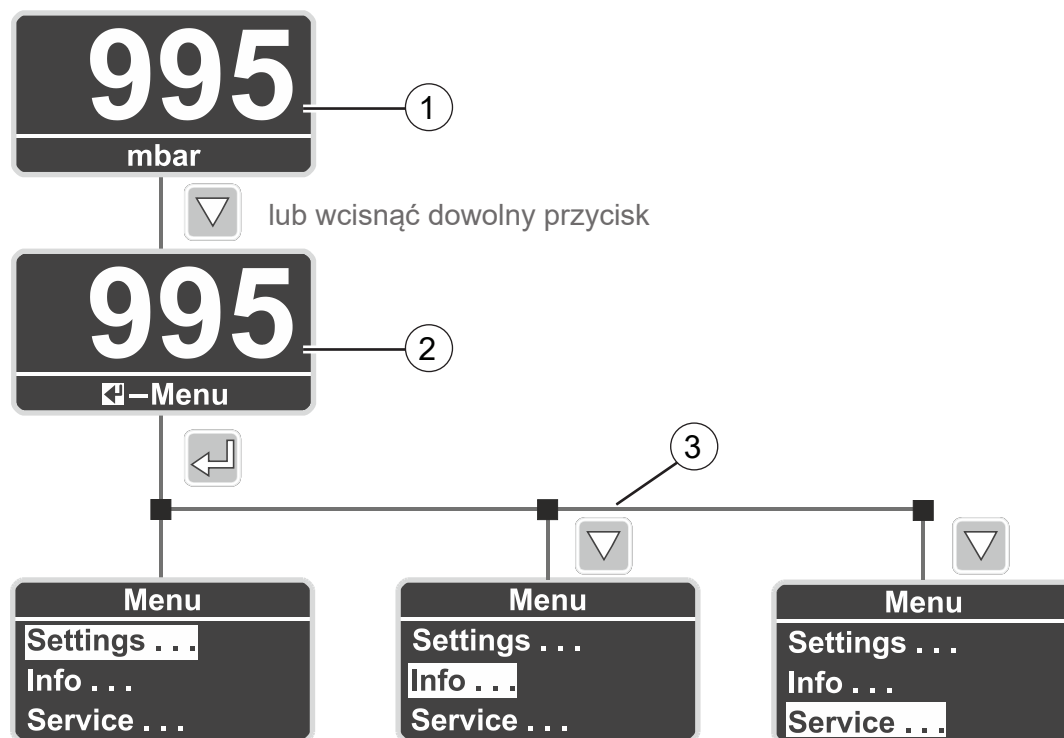 995
mbar
1
lub wcisnąć dowolny przycisk
995
–Menu
2
3
Menu
Settings . . .
Info . . .
Service . . .
Menu
Settings . . .
Info . . .
Service . . .
Menu
Settings . . .
Info . . .
Service . . .